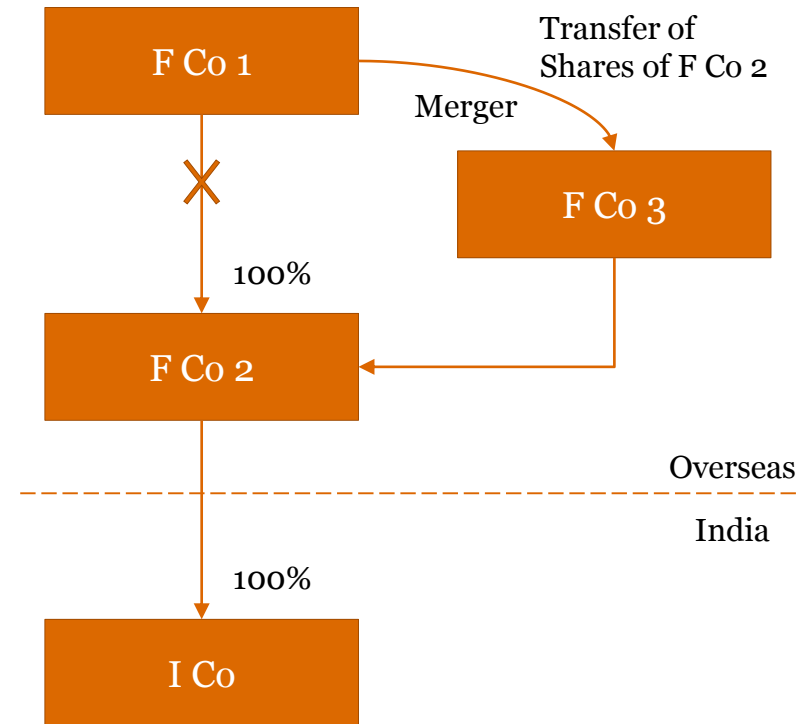 F Co 1
Transfer of
Shares of F Co 2
Merger
F Co 3
100%
F Co 2
Overseas
India
100%
I Co